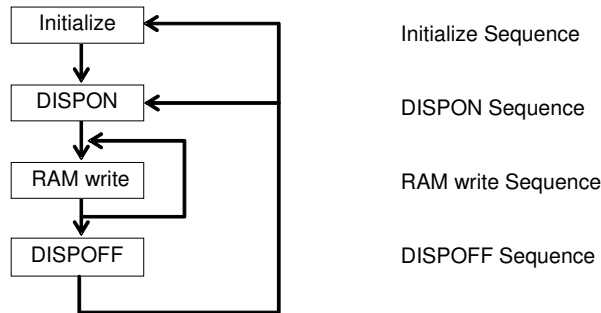 Initialize
Initialize Sequence
DISPON
DISPON Sequence
RAM write
RAM write Sequence
DISPOFF
DISPOFF Sequence